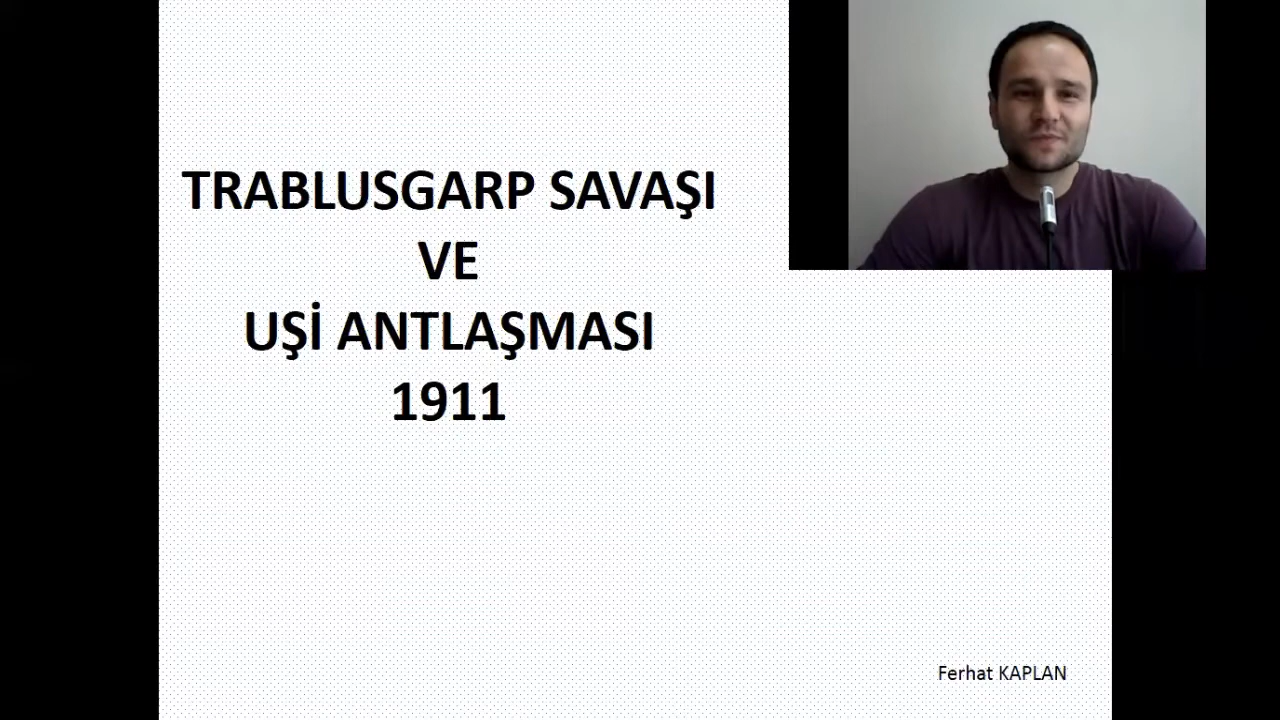 TRABLUSGARP SAVAŞI
VE
UŞİ ANTLAŞMASI
1911
Ferhat KAPLAN